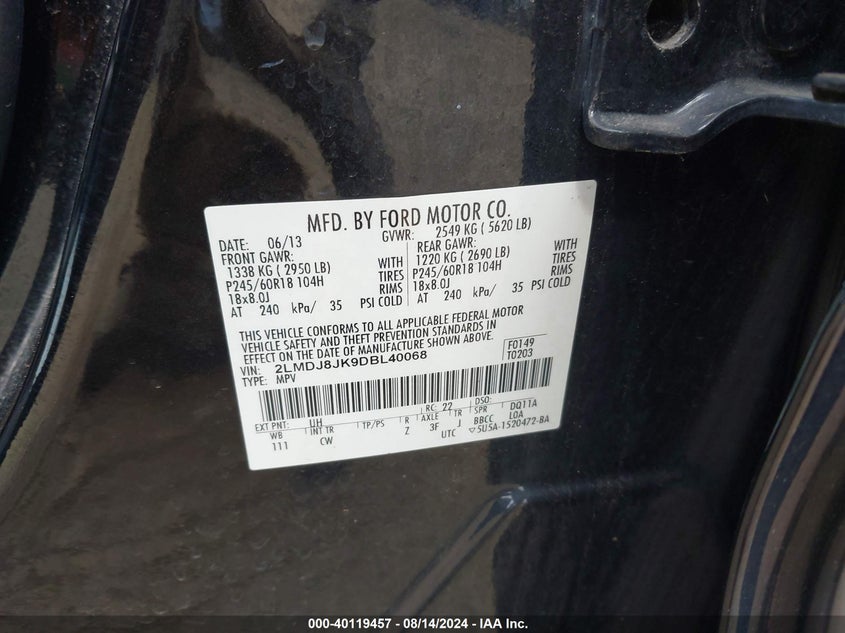 MFD. BY FORD MOTOR CO.
DATE: 06/13 GVWR: 2549 KG ( 5620 LB)
FRONT GAWR: REAR GAWR:
1338 KG ( 2950 LB) WITH 1220 KG ( 2690 LB) WITH
P245/60R18 104H TIRES P245/60R18 104H TIRES
18x8.0J RIMS 18x8.0J RIMS
AT 240 kPa/ 35 PSI COLD AT 240 kPa/ 35 PSI COLD
THIS VEHICLE CONFORMS TO ALL APPLICABLE FEDERAL MOTOR
VEHICLE SAFETY AND THEFT PREVENTION STANDARDS IN
EFFECT ON THE DATE OF MANUFACTURE SHOWN ABOVE.
VIN: 2LMDJ8JK9DBL40068 F0149
TYPE: MPV T0203
EXT PNT: UH RC: 22 DSO:
WB INT TR TP/PS R AXLE TR SPR DQ11A
111 CW Z 3F J BBCC LOA
UTC ▽5U5A-1520472-BA
000-40119457 - 08/14/2024 - IAA Inc.